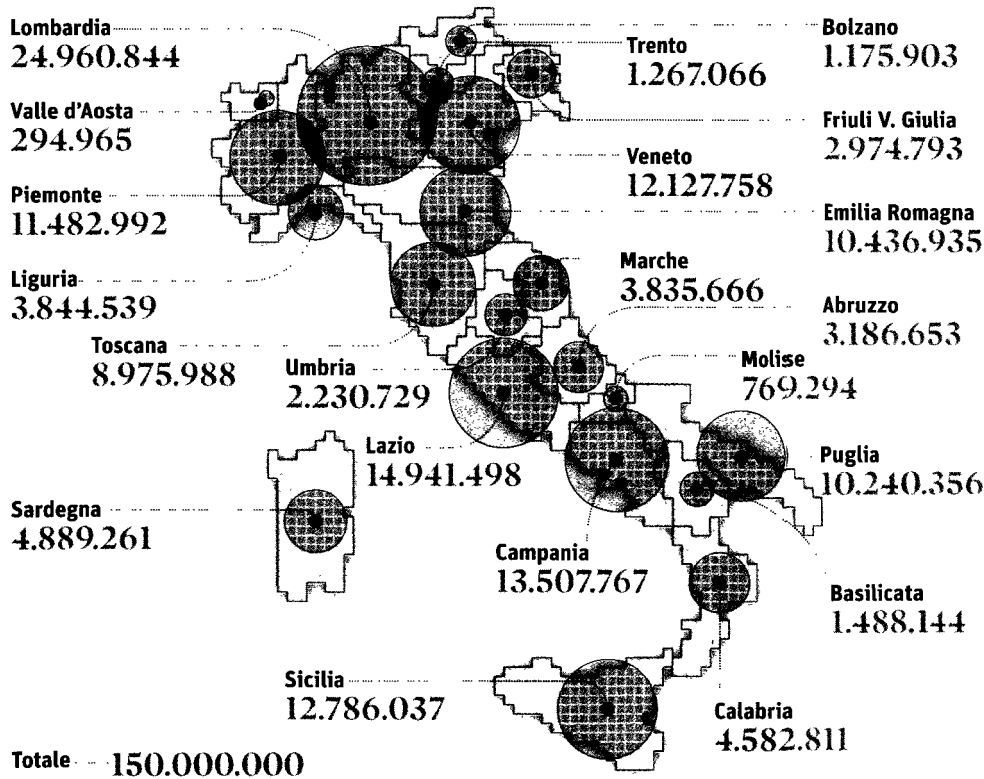 Lombardia
24.960.844
Valle d'Aosta
294.965
Piemonte
11.482.992
Liguria
3.844.539
Toscana
8.975.988
Umbria
2.230.729
Lazio
14.941.498
Sardegna
4.889.261
Sicilia
12.786.037
Totale 150.000.000
Bolzano
1.175.903
Trento
1.267.066
Friuli V. Giulia
2.974.793
Veneto
12.127.758
Emilia Romagna
10.436.935
Marche
3.835.666
Abruzzo
3.186.653
Molise
769.294
Puglia
10.240.356
Campania
13.507.767
Basilicata
1.488.144
Calabria
4.582.811